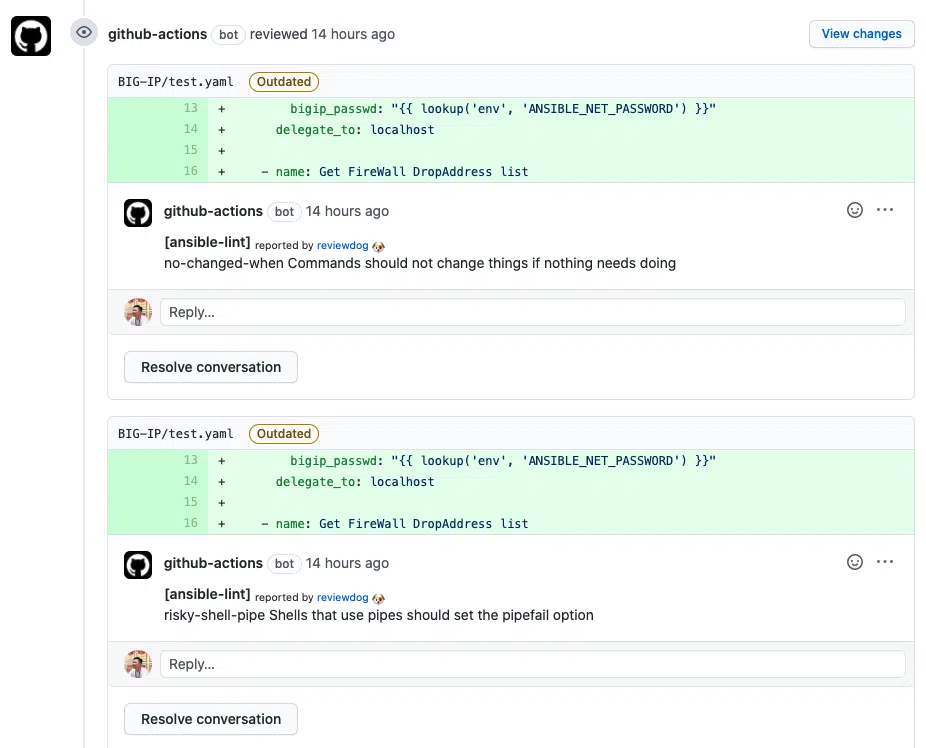 github-actions bot reviewed 14 hours ago View changes
BIG-IP/test.yaml Outdated
13 + bigip_passwd: "{{ lookup('env', 'ANSIBLE_NET_PASSWORD') }}"
14 + delegate_to: localhost
15 +
16 + - name: Get FireWall DropAddress list
github-actions bot 14 hours ago
[ansible-lint] reported by reviewdog 🐶
no-changed-when Commands should not change things if nothing needs doing
Reply...
Resolve conversation
BIG-IP/test.yaml Outdated
13 + bigip_passwd: "{{ lookup('env', 'ANSIBLE_NET_PASSWORD') }}"
14 + delegate_to: localhost
15 +
16 + - name: Get FireWall DropAddress list
github-actions bot 14 hours ago
[ansible-lint] reported by reviewdog 🐶
risky-shell-pipe Shells that use pipes should set the pipefail option
Reply...
Resolve conversation